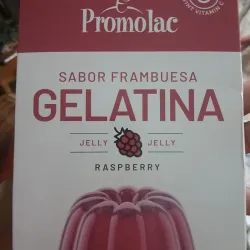 Promolac
SABOR FRAMBUESA
GELATINA
JELLY JELLY
RASPBERRY